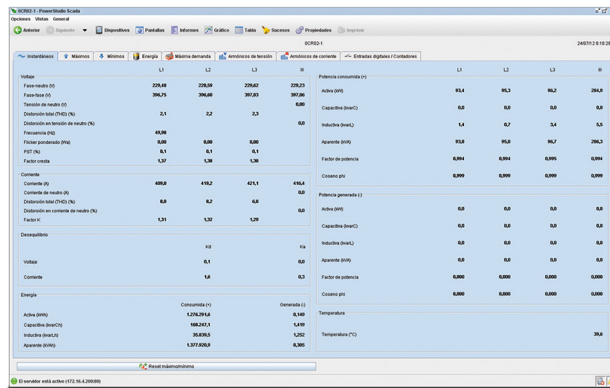 0CR02-1 - PowerStudio Scada
Opciones Vistas General
Anterior Siguiente Dispositivos Pantallas Informes Gráfico Tabla Sucesos Propiedades Imprimir
0CR02-1 24/07/12 8:10:28
Instantáneos Máximos Mínimos Energía Máxima demanda Armónicos de tensión Armónicos de corriente Entradas digitales / Contadores
L1 L2 L3 III
Voltaje
Fase-neutro (V) 229,48 228,59 229,62 229,23
Fase-fase (V) 396,75 396,60 397,83 397,06
Tensión de neutro (V) 0,00
Distorsión total (THD) (%) 2,1 2,2 2,3
Distorsión en tensión de neutro (%) 0,0
Frecuencia (Hz) 49,98
Flicker ponderado (Wa) 0,00 0,00 0,00
PST (%) 0,1 0,1 0,1
Factor cresta 1,37 1,38 1,38
Corriente
Corriente (A) 409,0 419,2 421,1 416,4
Corriente de neutro (A) 0,0
Distorsión total (THD) (%) 8,0 8,2 6,8
Distorsión en corriente de neutro (%) 0,0
Factor K 1,31 1,32 1,29
Desequilibrio
Kd Ka
Voltaje 0,1 0,0
Corriente 1,6 0,3
Energía
Consumida (+) Generada (-)
Activa (kWh) 1.276.291,6 0,149
Capacitiva (kvarCh) 160.247,1 1,419
Inductiva (kvarLh) 35.839,5 1,252
Aparente (kVAh) 1.377.920,9 0,305
Reset máximo/mínimo
L1 L2 L3 III
Potencia consumida (+)
Activa (kW) 93,4 95,3 96,2 284,8
Capacitiva (kvarC) 0,0 0,0 0,0 0,0
Inductiva (kvarL) 1,4 0,7 3,4 5,5
Aparente (kVA) 93,8 95,8 96,7 286,3
Factor de potencia 0,994 0,994 0,995 0,994
Coseno phi 0,999 0,999 0,999 0,999
Potencia generada (-)
Activa (kW) 0,0 0,0 0,0 0,0
Capacitiva (kvarC) 0,0 0,0 0,0 0,0
Inductiva (kvarL) 0,0 0,0 0,0 0,0
Aparente (kVA) 0,0 0,0 0,0 0,0
Factor de potencia 0,000 0,000 0,000 0,000
Coseno phi 0,000 0,000 0,000 0,000
Temperatura
Temperatura (°C) 39,0
El servidor está activo (172.16.4.200:80)